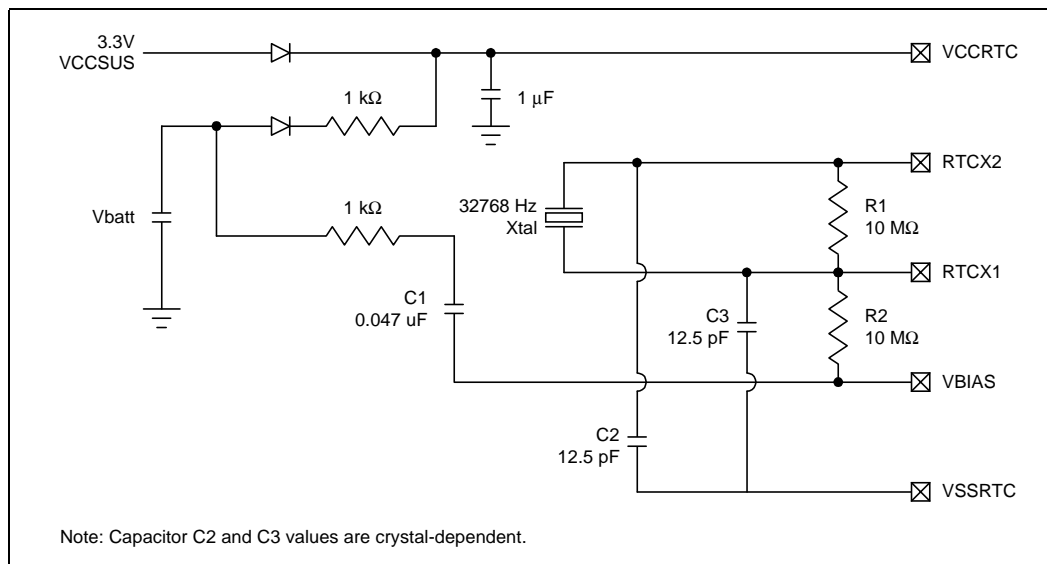 3.3V
VCCSUS
VCCRTC
1 kΩ
1 μF
RTCX2
Vbatt
1 kΩ
32768 Hz
Xtal
R1
10 MΩ
RTCX1
C1
0.047 uF
C3
12.5 pF
R2
10 MΩ
VBIAS
C2
12.5 pF
VSSRTC
Note: Capacitor C2 and C3 values are crystal-dependent.